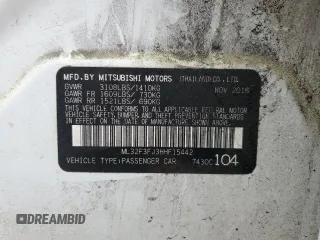 MFD.BY MITSUBISHI MOTORS (THAILAND)CO.,LTD.
GVWR 3108LBS/1410KG NOV 2016
GAWR FR 1609LBS/ 730KG
GAWR RR 1521LBS/ 690KG
THIS VEHICLE CONFORMS TO ALL APPLICABLE
FEDERAL MOTOR VEHICLE SAFETY, BUMPER, AND
THEFT PREVENTION STANDARDS IN EFFECT ON THE
DATE OF MANUFACTURE SHOWN ABOVE.
ML32F3FJ3HHF15442
VEHICLE TYPE:PASSENGER CAR 7430C 104
© AUTOBIDMD